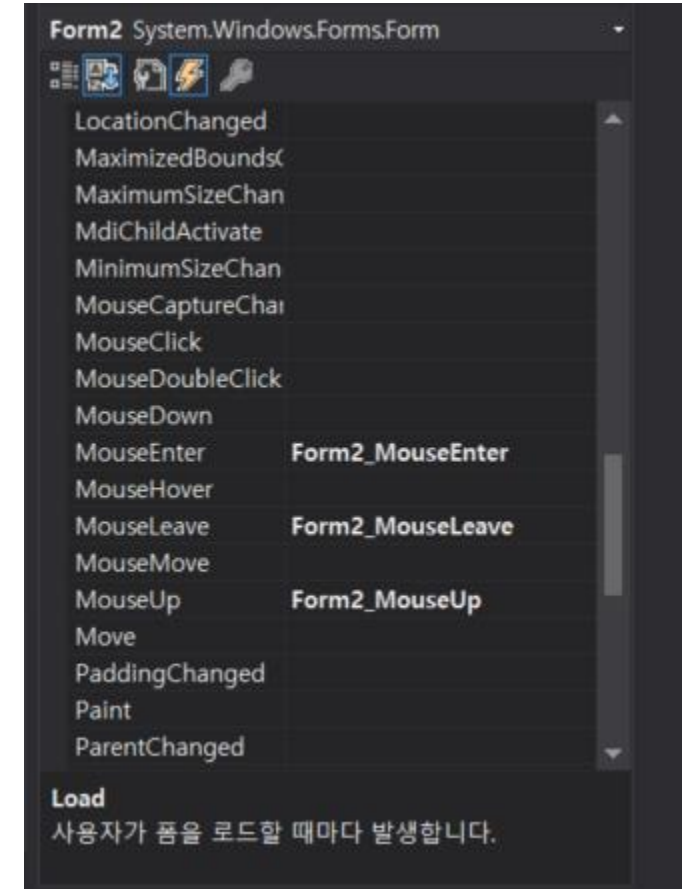 Form2 System.Windows.Forms.Form
LocationChanged
MaximizedBoundsC
MaximumSizeChan
MdiChildActivate
MinimumSizeChan
MouseCaptureChar
MouseClick
MouseDoubleClick
MouseDown
MouseEnter Form2_MouseEnter
MouseHover
MouseLeave Form2_MouseLeave
MouseMove
MouseUp Form2_MouseUp
Move
PaddingChanged
Paint
ParentChanged
Load
사용자가 폼을 로드할 때마다 발생합니다.